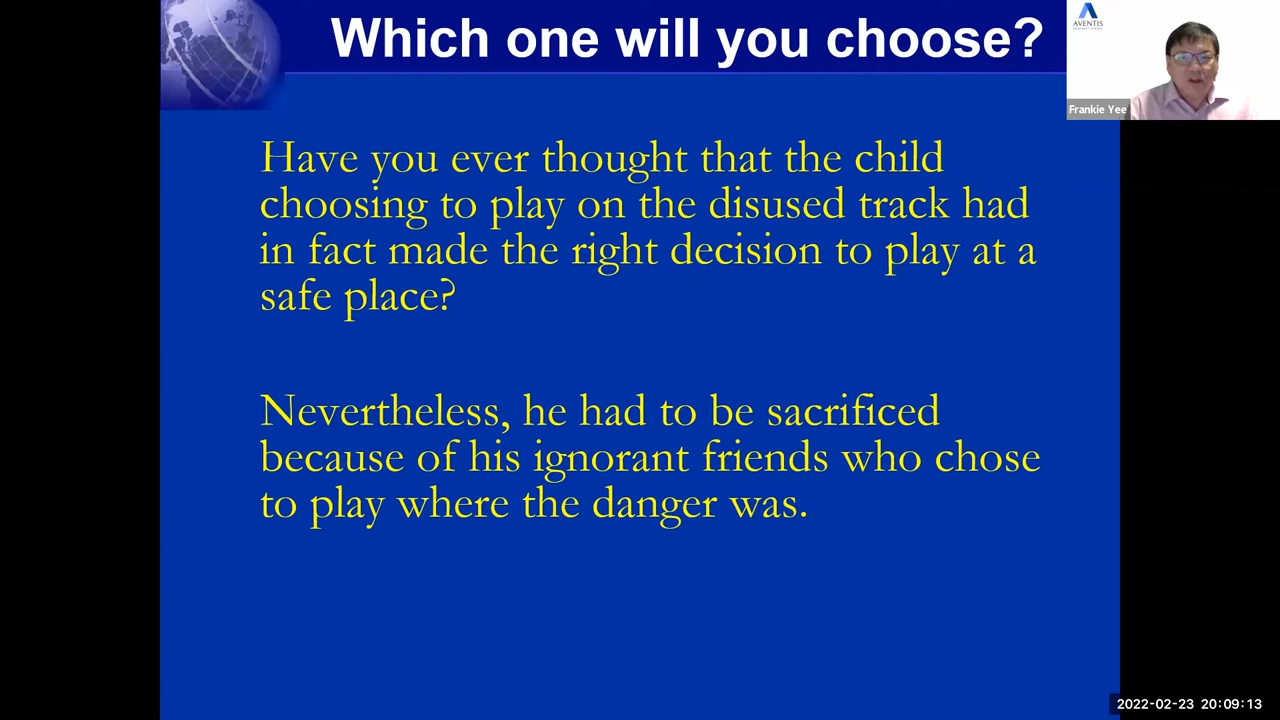 Which one will you choose?
AVENTIS
Frankie Yee
Have you ever thought that the child
choosing to play on the disused track had
in fact made the right decision to play at a
safe place?
Nevertheless, he had to be sacrificed
because of his ignorant friends who chose
to play where the danger was.
2022-02-23 20:09:13